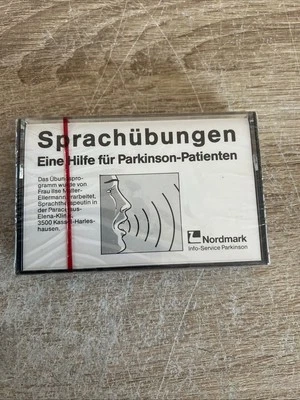 Sprachübungen
Eine Hilfe für Parkinson-Patienten
Das Übungspro-
gramm wurde von
Frau Ilse Müller-
Ellermann erarbeitet,
Sprachtherapeutin in
der Paracelsus-
Elena-Klinik
3500 Kassel-Harles-
hausen.
Nordmark
Info-Service Parkinson